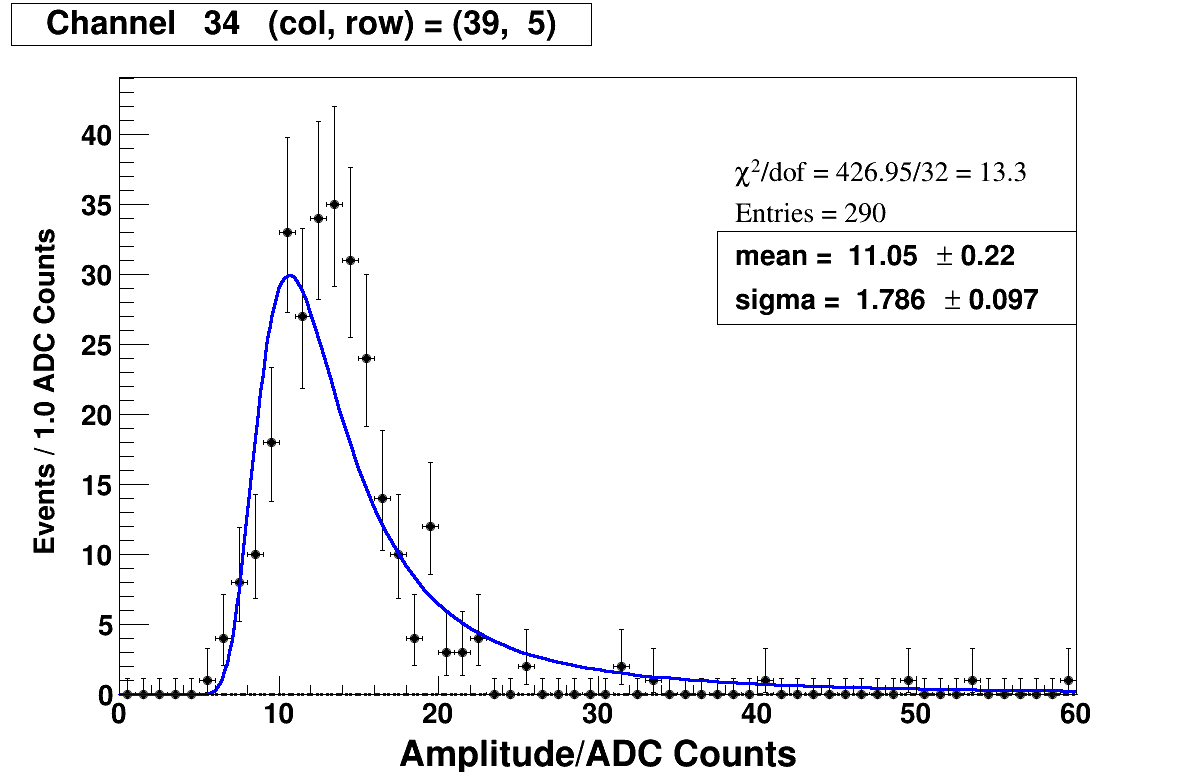 Channel 34 (col, row) = (39, 5)
χ²/dof = 426.95/32 = 13.3
Entries = 290
mean = 11.05 ± 0.22
sigma = 1.786 ± 0.097
Events / 1.0 ADC Counts
40
35
30
25
20
15
10
5
0
0 10 20 30 40 50 60
Amplitude/ADC Counts